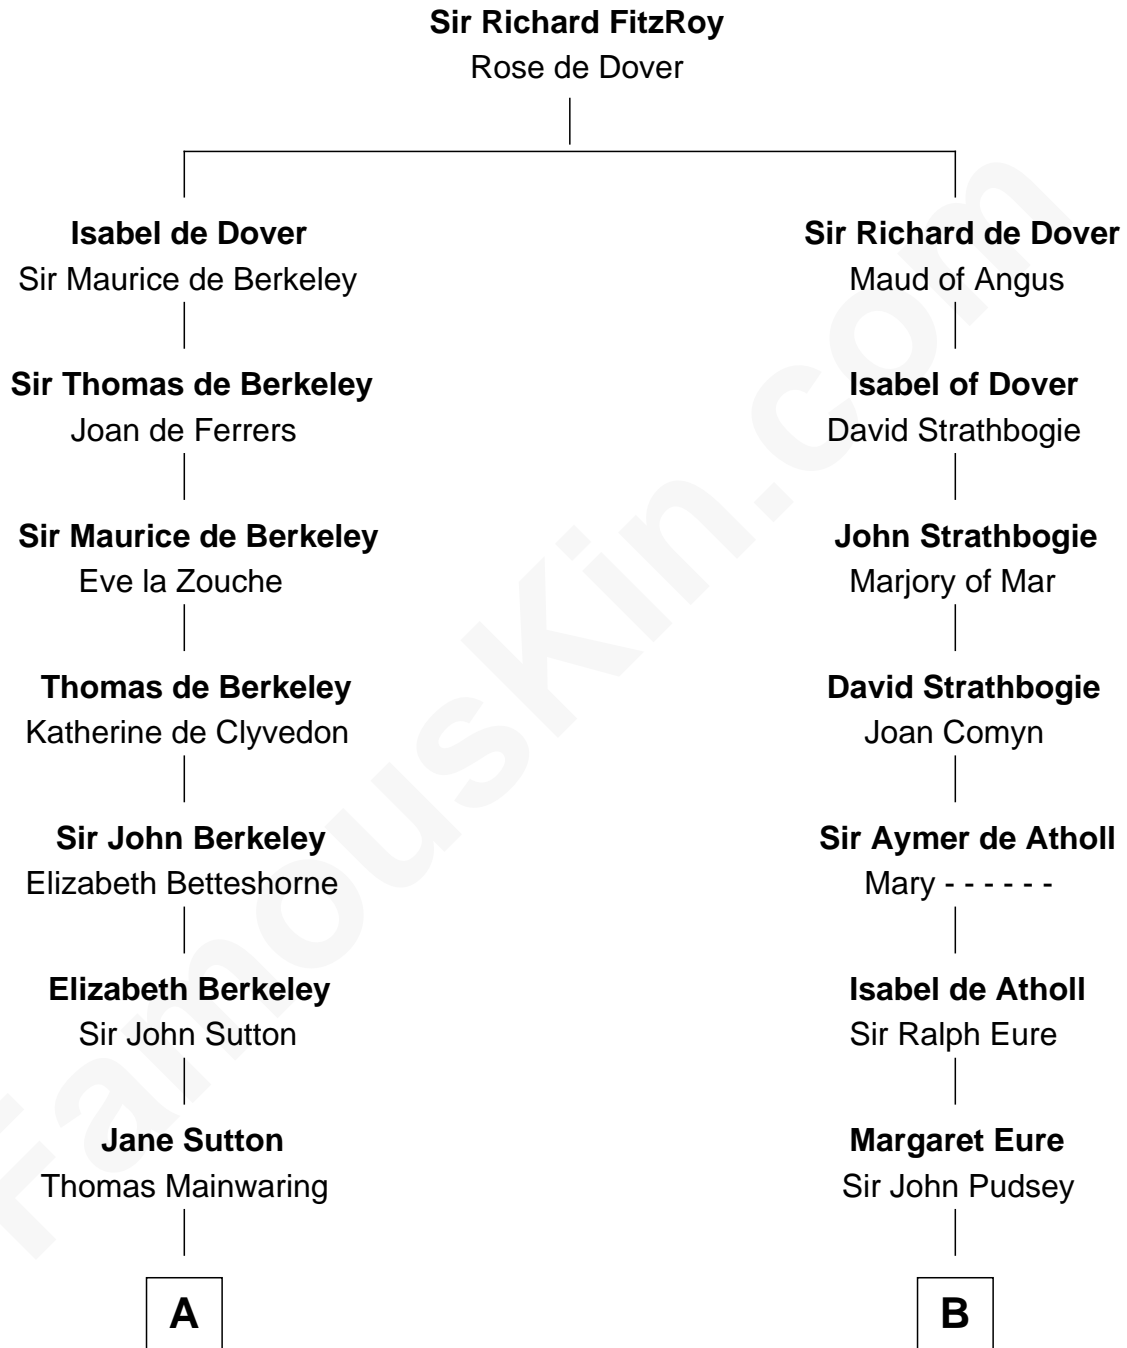 Sir Richard FitzRoy
Rose de Dover
Isabel de Dover
Sir Maurice de Berkeley
Sir Thomas de Berkeley
Joan de Ferrers
Sir Maurice de Berkeley
Eve la Zouche
Thomas de Berkeley
Katherine de Clyvedon
Sir John Berkeley
Elizabeth Betteshorne
Elizabeth Berkeley
Sir John Sutton
Jane Sutton
Thomas Mainwaring
A
Sir Richard de Dover
Maud of Angus
Isabel of Dover
David Strathbogie
John Strathbogie
Marjory of Mar
David Strathbogie
Joan Comyn
Sir Aymer de Atholl
Mary - - - - - -
Isabel de Atholl
Sir Ralph Eure
Margaret Eure
Sir John Pudsey
B
FamousKin.com